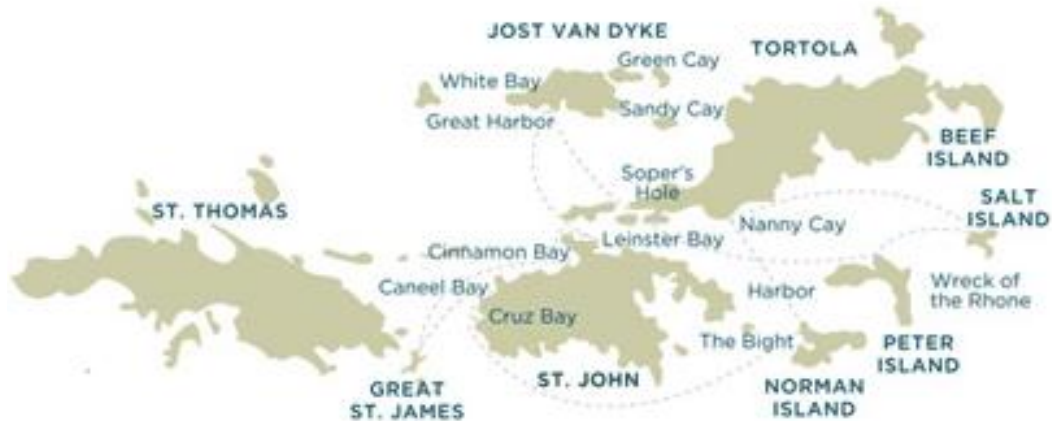 JOST VAN DYKE
TORTOLA
Green Cay
White Bay
Great Harbor
Sandy Cay
BEEF
ISLAND
Soper's
Hole
SALT
ISLAND
ST. THOMAS
Nanny Cay
Leinster Bay
Cinnamon Bay
Caneel Bay
Harbor
Wreck of
the Rhone
Cruz Bay
The Bight
PETER
ISLAND
ST. JOHN
NORMAN
ISLAND
GREAT
ST. JAMES